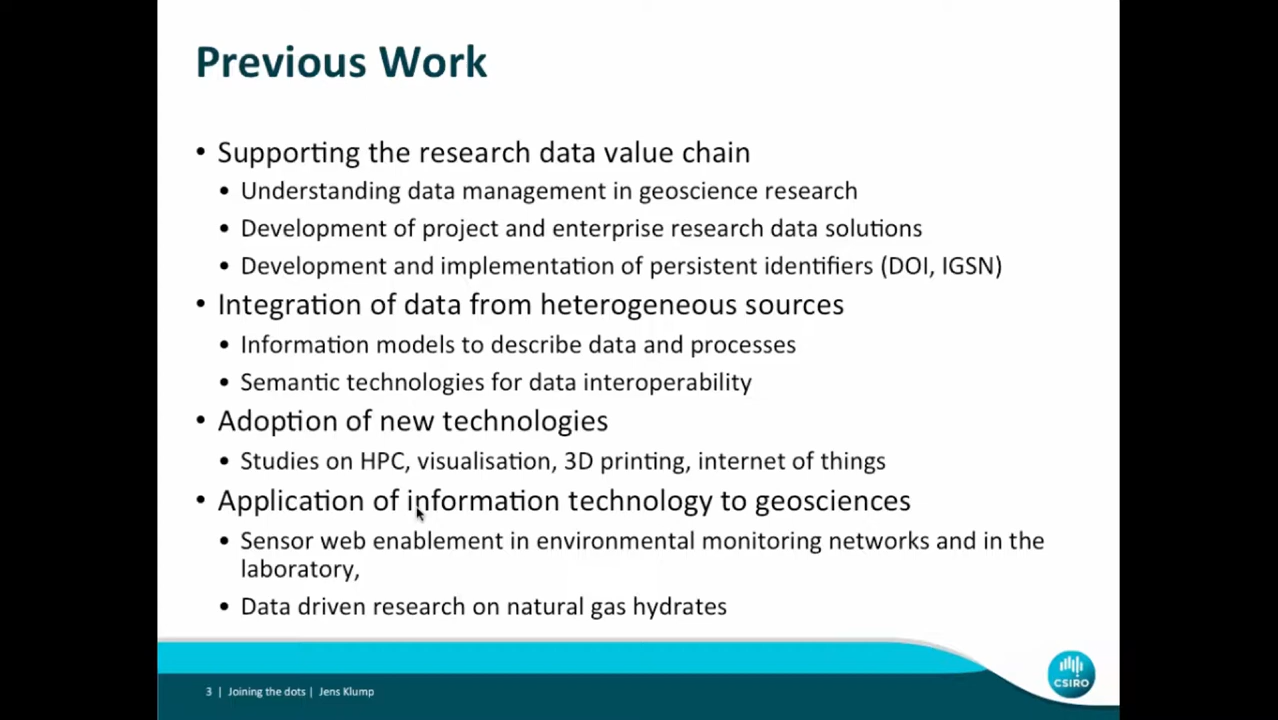 Previous Work
• Supporting the research data value chain
• Understanding data management in geoscience research
• Development of project and enterprise research data solutions
• Development and implementation of persistent identifiers (DOI, IGSN)
• Integration of data from heterogeneous sources
• Information models to describe data and processes
• Semantic technologies for data interoperability
• Adoption of new technologies
• Studies on HPC, visualisation, 3D printing, internet of things
• Application of information technology to geosciences
• Sensor web enablement in environmental monitoring networks and in the
laboratory,
• Data driven research on natural gas hydrates
3 | Joining the dots | Jens Klump
CSIRO